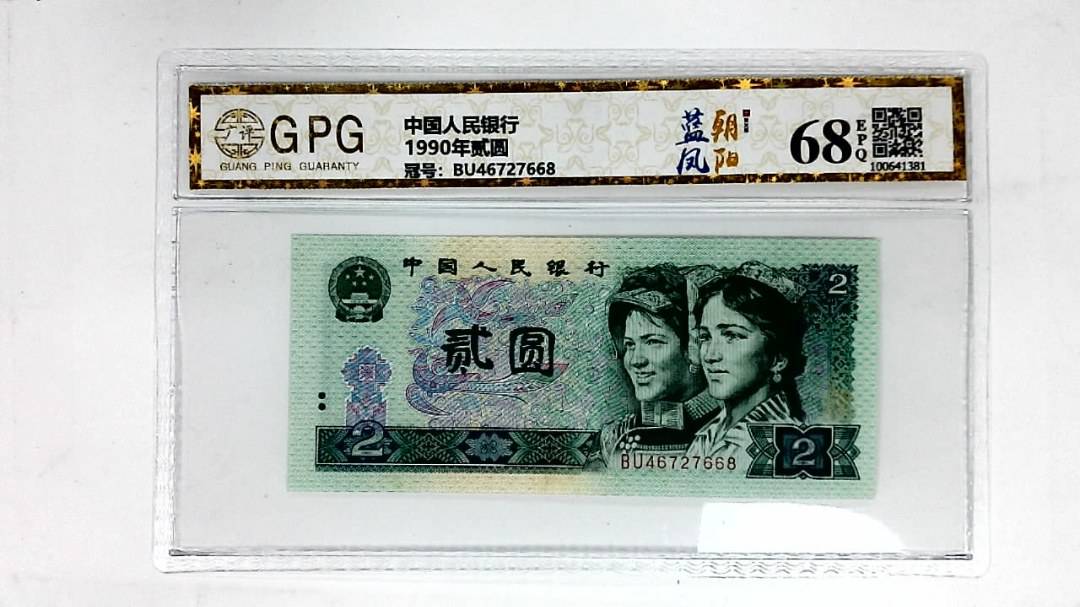 广评
GPG
GUANG PING GUARANTY
中国人民银行
1990年贰圆
冠号：BU46727668
蓝凤
朝阳
68
EPQ
100641381
中国人民银行
2
贰圆
2
BU46727668
2